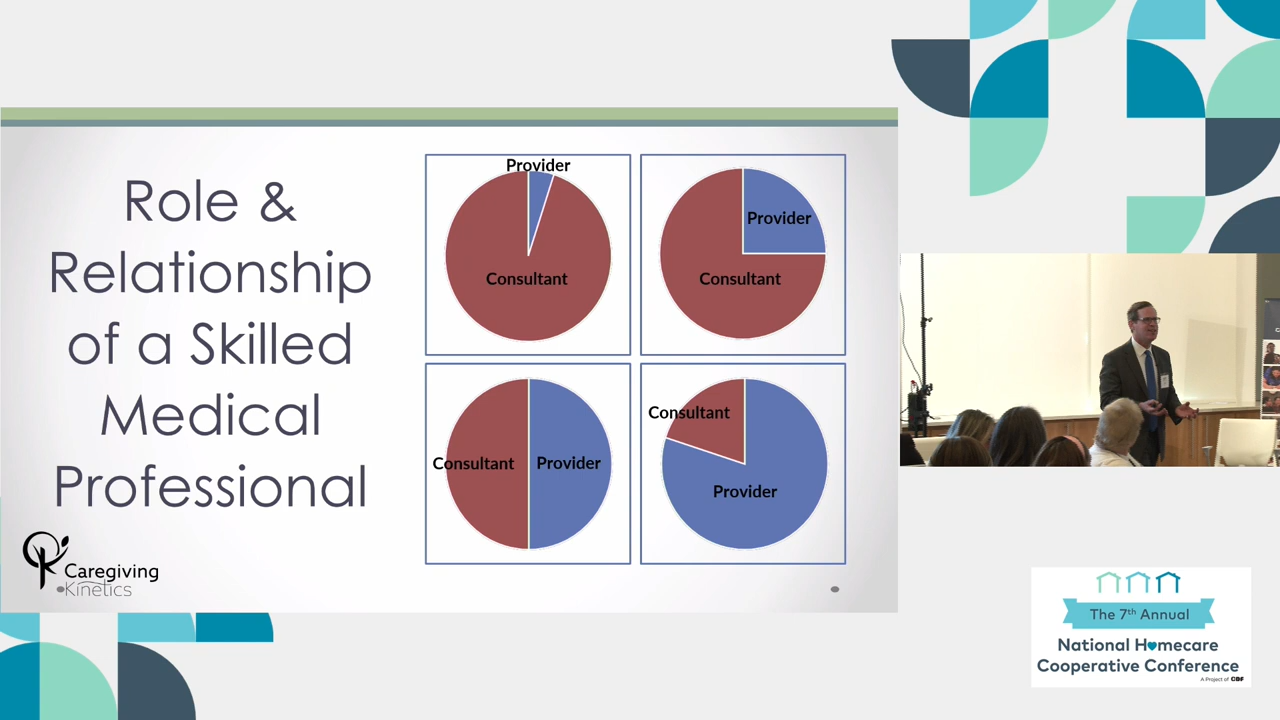 Role &
Relationship
of a Skilled
Medical
Professional
Provider
Consultant
Provider
Consultant
Consultant
Provider
Consultant
Provider
Caregiving
Kinetics
The 7th Annual
National Homecare
Cooperative Conference
A Project of CDF